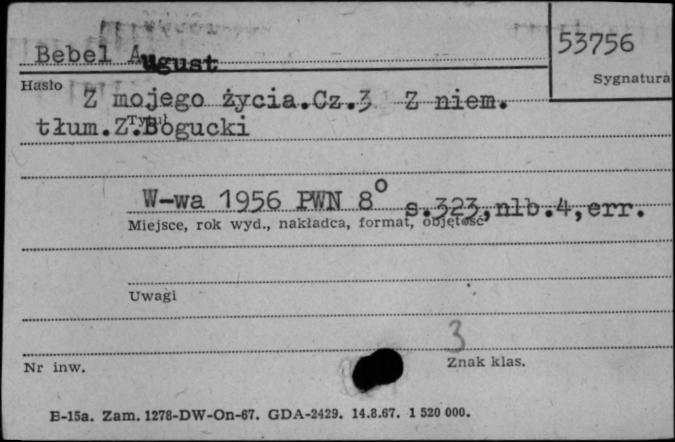 Bebel August
53756
Hasło
Sygnatura
Z mojego życia.Cz.3 Z niem.
tłum.Z.Bogucki
Tytuł
W-wa 1956 PWN 8° s.323,nlb.4,err.
Miejsce, rok wyd., nakładca, format, objętość
Uwagi
3
Nr inw.
Znak klas.
B-15a. Zam. 1278-DW-On-67. GDA-2429. 14.8.67. 1 520 000.